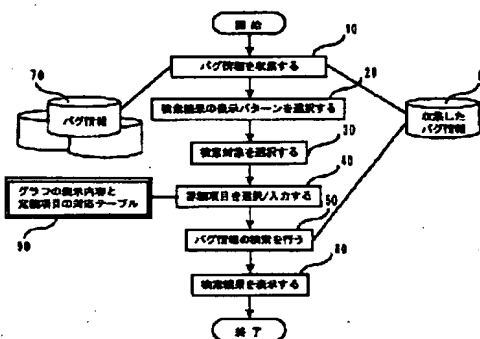 開始
10
バグ情報を収集する
70
バグ情報
20
検索結果の表示パターンを選択する
収集した
バグ情報
30
検索対象を選択する
40
詳細項目を選択/入力する
グラフの表示内容と
定義項目の対応テーブル
90
50
バグ情報の検索を行う
検索結果を表示する
終了